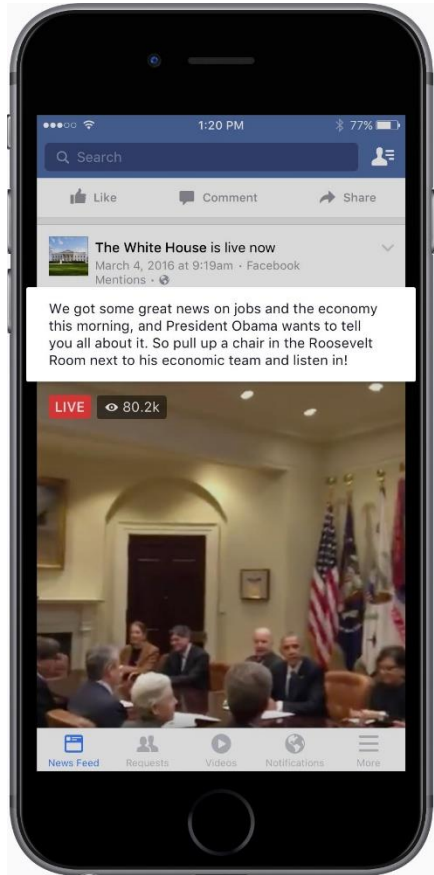 1:20 PM
77%
Search
Like Comment Share
The White House is live now
March 4, 2016 at 9:19am · Facebook
Mentions ·
We got some great news on jobs and the economy
this morning, and President Obama wants to tell
you all about it. So pull up a chair in the Roosevelt
Room next to his economic team and listen in!
LIVE 80.2k
News Feed Requests Videos Notifications More